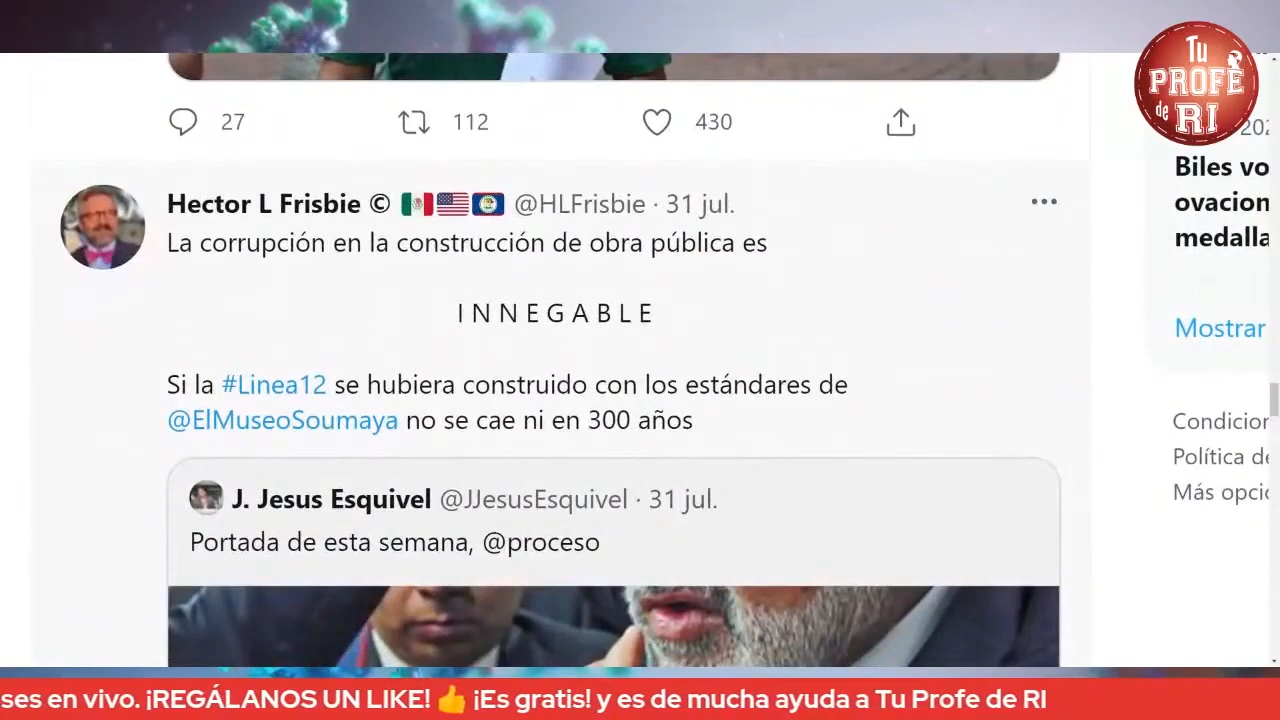 Tu
PROFE
de RI
27 112 430
202
Biles vo
ovacion
medalla
Hector L Frisbie © @HLFrisbie · 31 jul.
La corrupción en la construcción de obra pública es
I N N E G A B L E
Si la #Linea12 se hubiera construido con los estándares de
@ElMuseoSoumaya no se cae ni en 300 años
Mostrar
J. Jesus Esquivel @JJesusEsquivel · 31 jul.
Portada de esta semana, @proceso
Condicion
Política de
Más opcio
ses en vivo. ¡REGÁLANOS UN LIKE! 👍 ¡Es gratis! y es de mucha ayuda a Tu Profe de RI